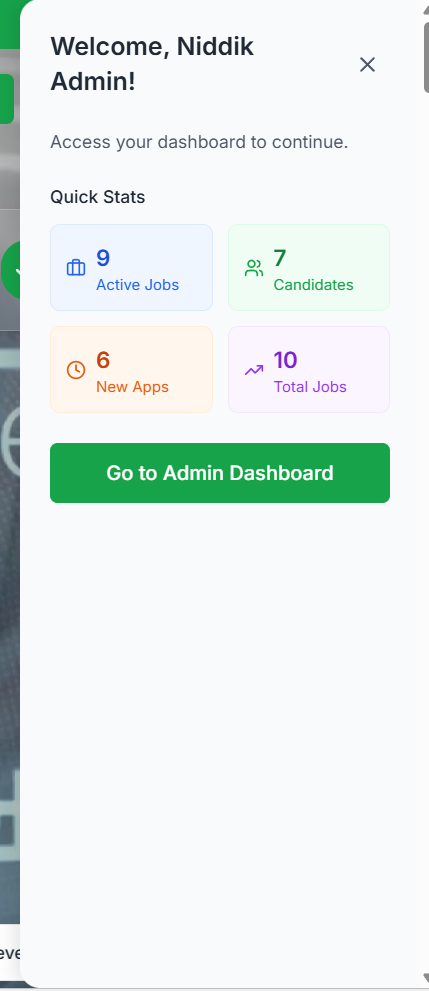 Welcome, Niddik
Admin!
Access your dashboard to continue.
Quick Stats
9
Active Jobs
7
Candidates
6
New Apps
10
Total Jobs
Go to Admin Dashboard